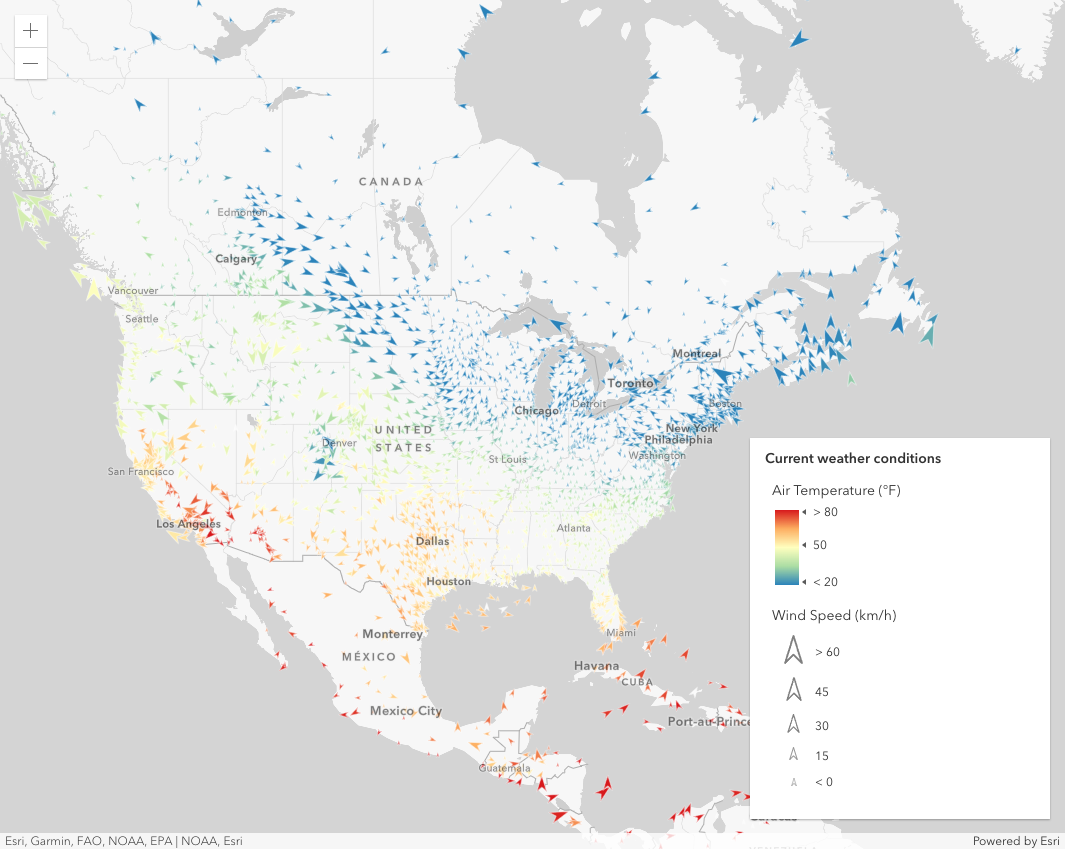 +
−
CANADA
Edmonton
Calgary
Vancouver
Seattle
Montreal
Toronto
Chicago
Detroit
Boston
UNITED
STATES
New York
Philadelphia
Denver
Washington
St Louis
San Francisco
Los Angeles
Atlanta
Dallas
Houston
Monterrey
Miami
MÉXICO
Havana
CUBA
Mexico City
Port-au-Prince
Guatemala
Current weather conditions
Air Temperature (°F)
> 80
50
< 20
Wind Speed (km/h)
> 60
45
30
15
< 0
Esri, Garmin, FAO, NOAA, EPA | NOAA, Esri
Powered by Esri